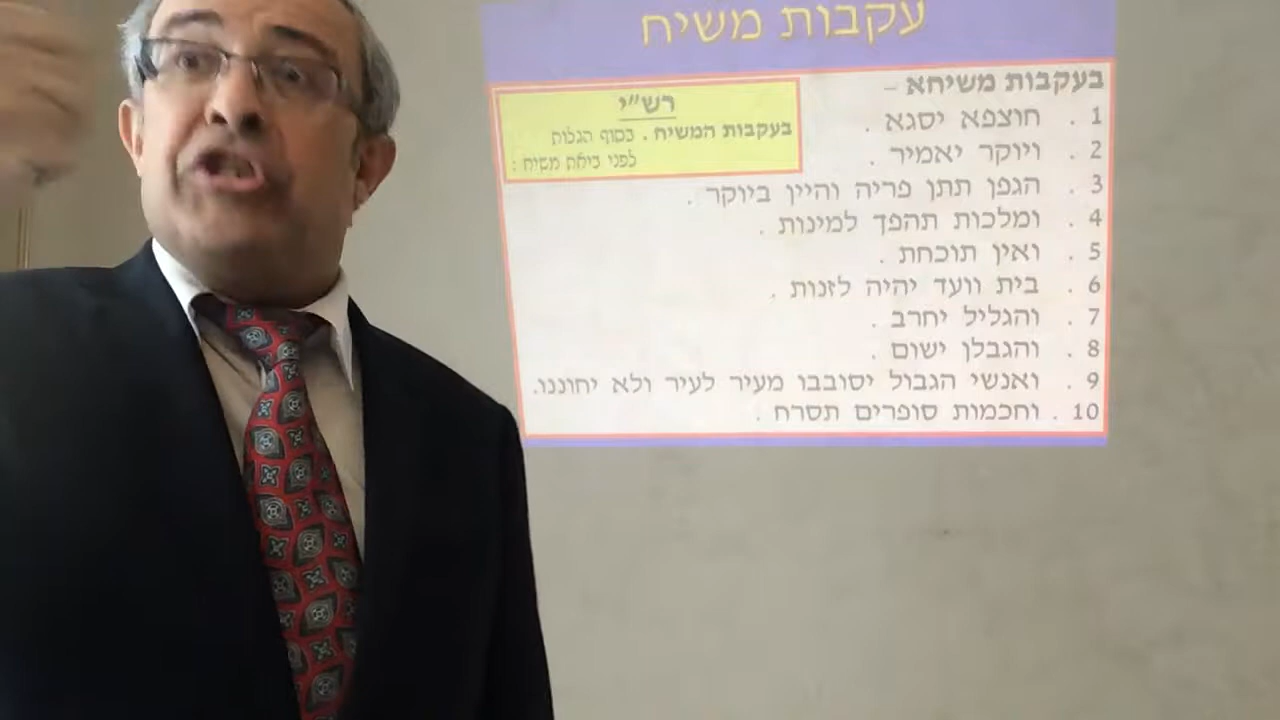 עקבות משיח
בעקבות משיחא –
1 . חוצפא יסגא .
2 . ויוקר יאמיר .
3 . הגפן תתן פריה והיין ביוקר .
4 . ומלכות תהפך למינות .
5 . ואין תוכחת .
6 . בית וועד יהיה לזנות .
7 . והגליל יחרב .
8 . והגבלן ישום .
9 . ואנשי הגבול יסובבו מעיר לעיר ולא יחוננו.
10 . וחכמות סופרים תסרח .
רש"י
בעקבות המשיח . בסוף הגלות
לפני ביאת משיח :